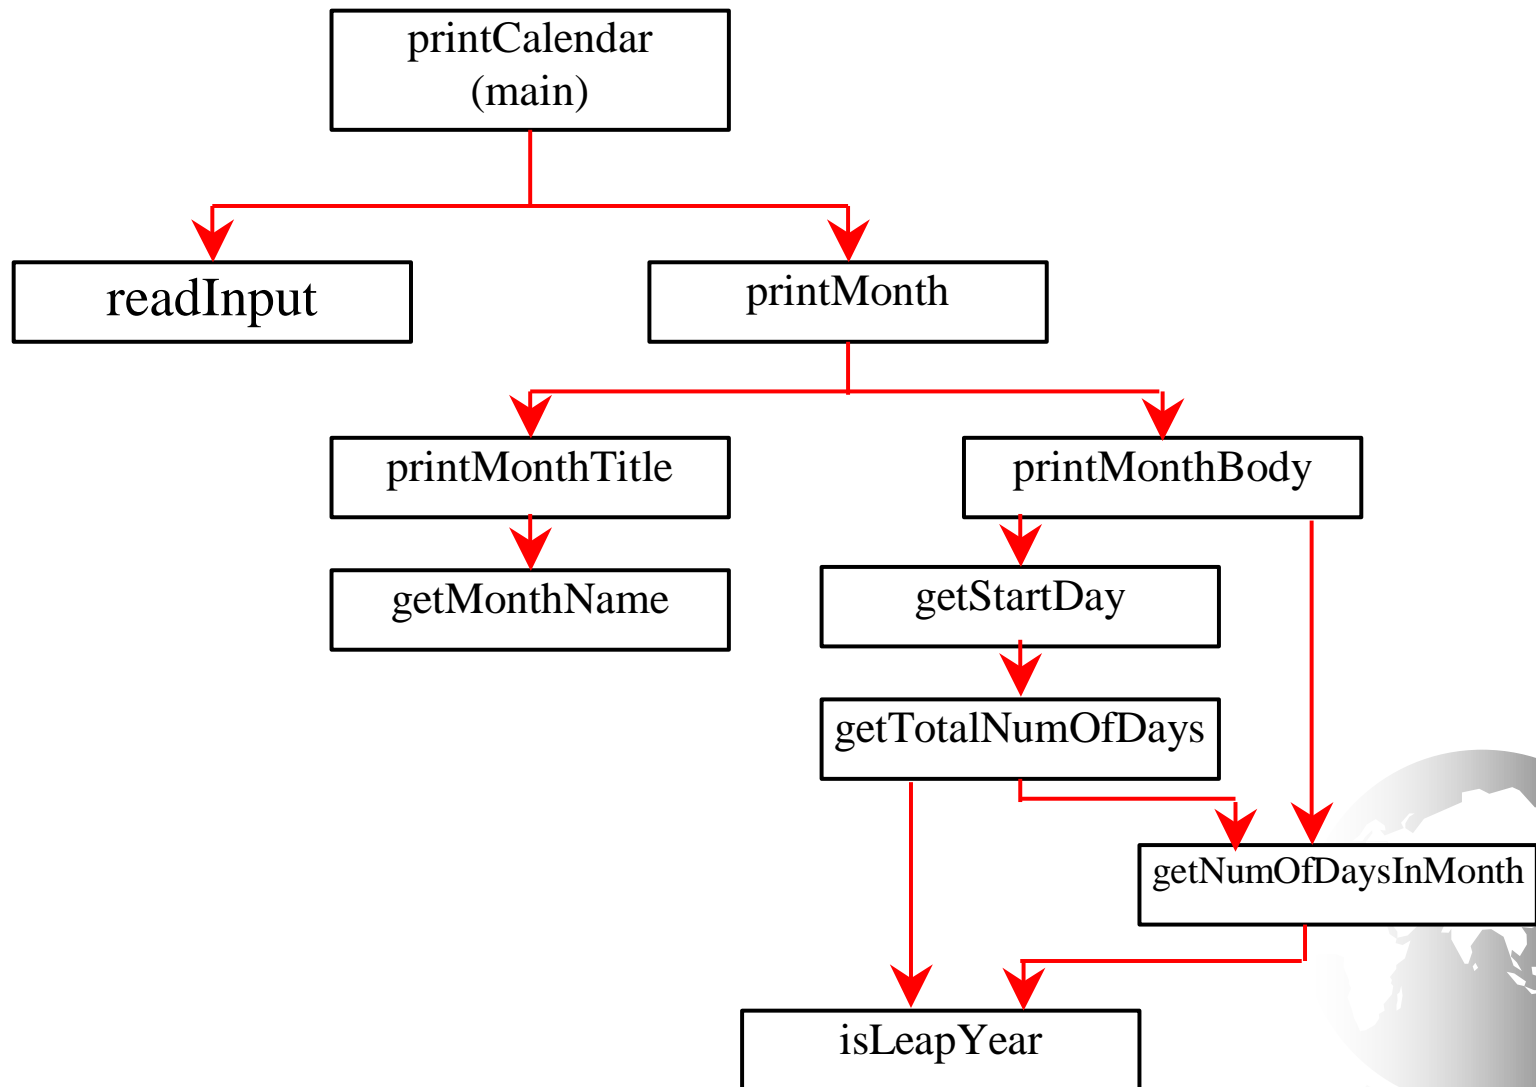 printCalendar
(main)
readInput
printMonth
printMonthTitle
printMonthBody
getMonthName
getStartDay
getTotalNumOfDays
getNumOfDaysInMonth
isLeapYear